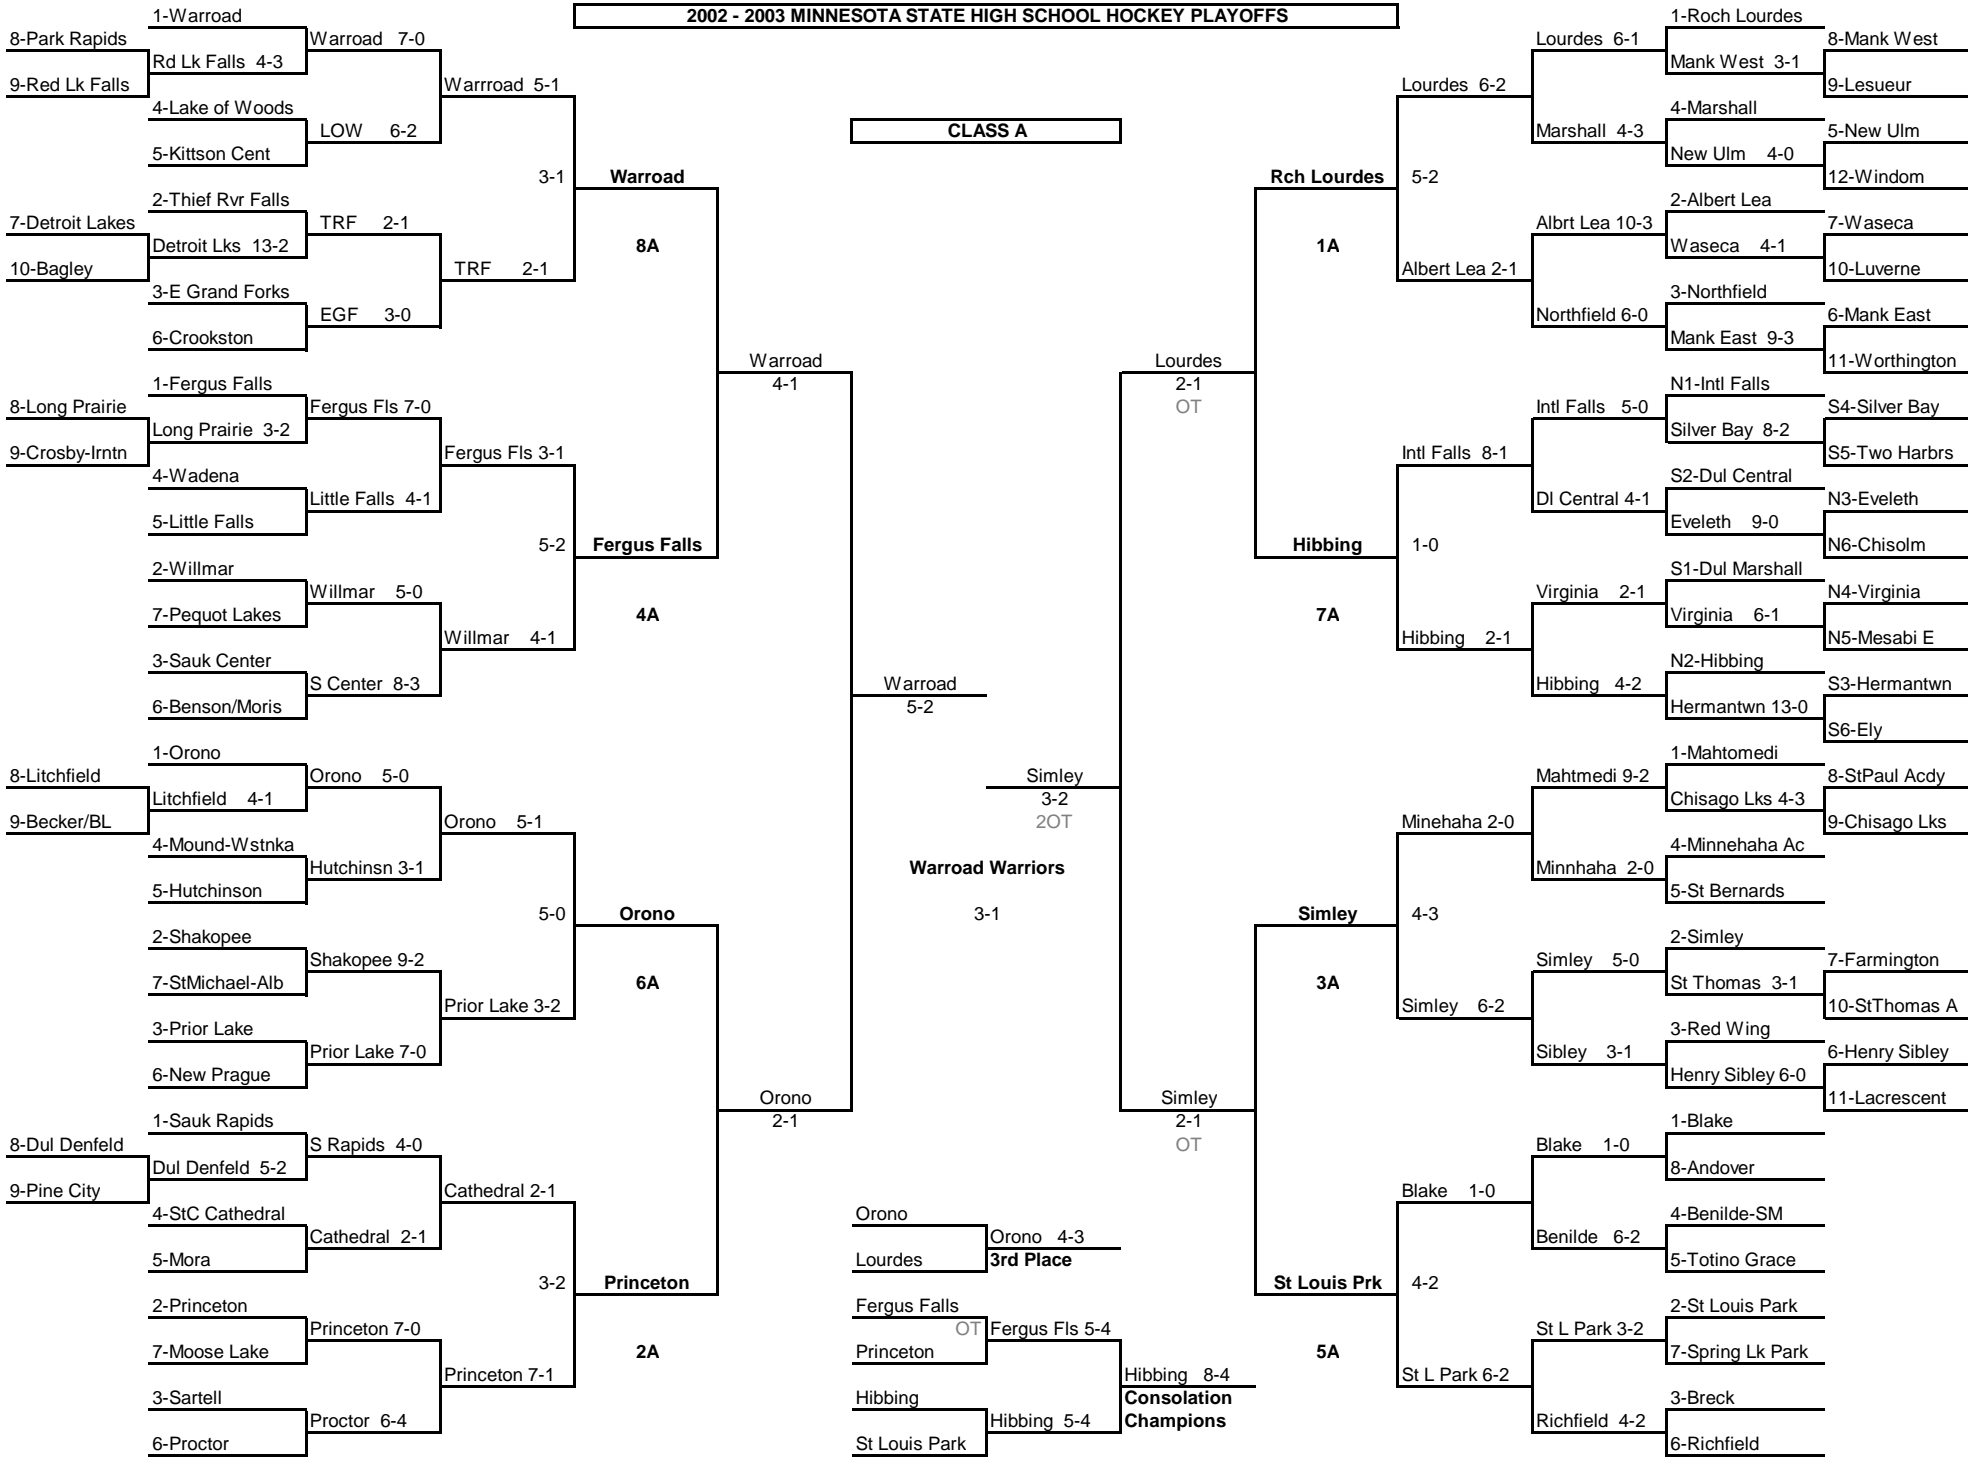 2002 - 2003 MINNESOTA STATE HIGH SCHOOL HOCKEY PLAYOFFS
CLASS A
8-Park Rapids
9-Red Lk Falls
7-Detroit Lakes
10-Bagley
8-Long Prairie
9-Crosby-Irntn
8-Litchfield
9-Becker/BL
8-Dul Denfeld
9-Pine City
1-Warroad
Rd Lk Falls 4-3
4-Lake of Woods
5-Kittson Cent
2-Thief Rvr Falls
Detroit Lks 13-2
3-E Grand Forks
6-Crookston
1-Fergus Falls
Long Prairie 3-2
4-Wadena
5-Little Falls
2-Willmar
7-Pequot Lakes
3-Sauk Center
6-Benson/Moris
1-Orono
Litchfield 4-1
4-Mound-Wstnka
5-Hutchinson
2-Shakopee
7-StMichael-Alb
3-Prior Lake
6-New Prague
1-Sauk Rapids
Dul Denfeld 5-2
4-StC Cathedral
5-Mora
2-Princeton
7-Moose Lake
3-Sartell
6-Proctor
Warroad 7-0
LOW 6-2
TRF 2-1
EGF 3-0
Fergus Fls 7-0
Little Falls 4-1
Willmar 5-0
S Center 8-3
Orono 5-0
Hutchinsn 3-1
Shakopee 9-2
Prior Lake 7-0
S Rapids 4-0
Cathedral 2-1
Princeton 7-0
Proctor 6-4
Warrroad 5-1
3-1
TRF 2-1
Fergus Fls 3-1
5-2
Willmar 4-1
Orono 5-1
5-0
Prior Lake 3-2
Cathedral 2-1
3-2
Princeton 7-1
Warroad
8A
Fergus Falls
4A
Orono
6A
Princeton
2A
Warroad
4-1
Orono
2-1
Warroad
5-2
Simley
3-2
2OT
Warroad Warriors
3-1
Orono
Lourdes
Orono 4-3
3rd Place
Fergus Falls
OT
Princeton
Fergus Fls 5-4
Hibbing
St Louis Park
Hibbing 5-4
Hibbing 8-4
Consolation
Champions
Lourdes
2-1
OT
Simley
2-1
OT
Rch Lourdes
1A
Hibbing
7A
Simley
3A
St Louis Prk
5A
Lourdes 6-2
5-2
Albert Lea 2-1
Intl Falls 8-1
1-0
Hibbing 2-1
Minehaha 2-0
4-3
Simley 6-2
Blake 1-0
4-2
St L Park 6-2
Lourdes 6-1
Marshall 4-3
Albrt Lea 10-3
Northfield 6-0
Intl Falls 5-0
Dl Central 4-1
Virginia 2-1
Hibbing 4-2
Mahtmedi 9-2
Minnhaha 2-0
Simley 5-0
Sibley 3-1
Blake 1-0
Benilde 6-2
St L Park 3-2
Richfield 4-2
1-Roch Lourdes
Mank West 3-1
4-Marshall
New Ulm 4-0
2-Albert Lea
Waseca 4-1
3-Northfield
Mank East 9-3
N1-Intl Falls
Silver Bay 8-2
S2-Dul Central
Eveleth 9-0
S1-Dul Marshall
Virginia 6-1
N2-Hibbing
Hermantwn 13-0
1-Mahtomedi
Chisago Lks 4-3
4-Minnehaha Ac
5-St Bernards
2-Simley
St Thomas 3-1
3-Red Wing
Henry Sibley 6-0
1-Blake
8-Andover
4-Benilde-SM
5-Totino Grace
2-St Louis Park
7-Spring Lk Park
3-Breck
6-Richfield
8-Mank West
9-Lesueur
5-New Ulm
12-Windom
7-Waseca
10-Luverne
6-Mank East
11-Worthington
S4-Silver Bay
S5-Two Harbrs
N3-Eveleth
N6-Chisolm
N4-Virginia
N5-Mesabi E
S3-Hermantwn
S6-Ely
8-StPaul Acdy
9-Chisago Lks
7-Farmington
10-StThomas A
6-Henry Sibley
11-Lacrescent